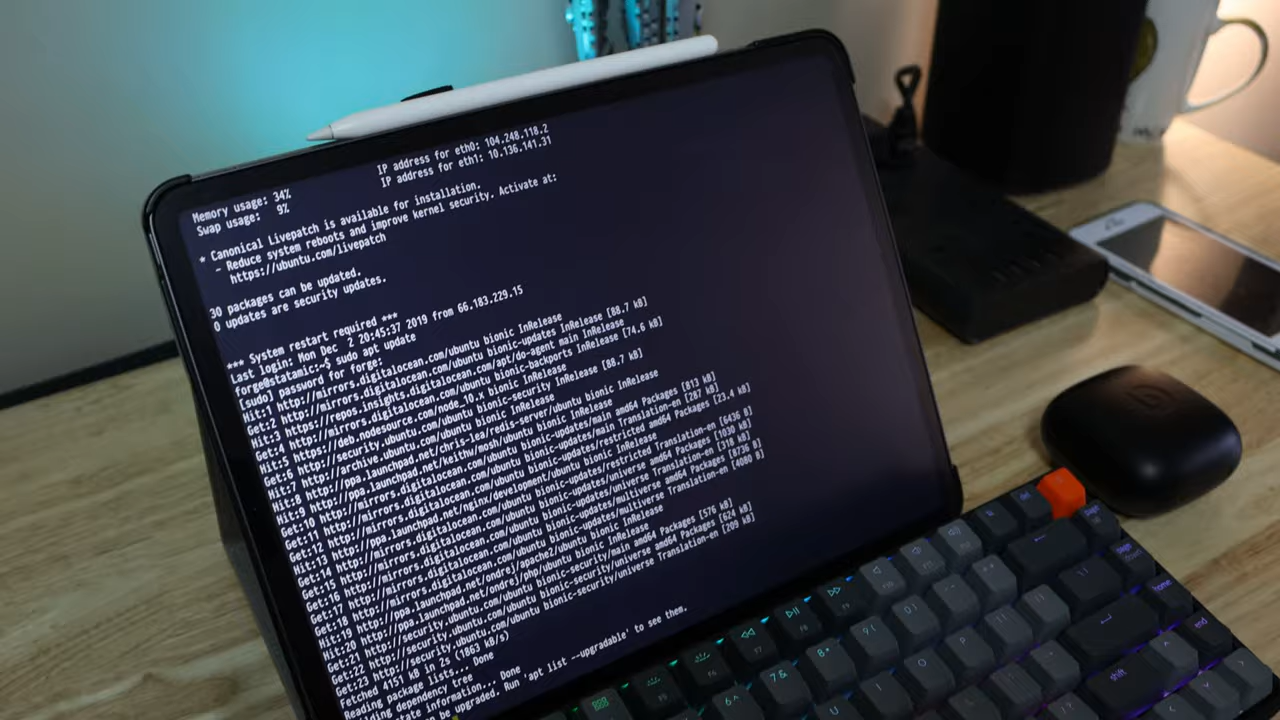 IP address for eth0: 104.248.118.2
Memory usage: 34% IP address for eth1: 10.136.141.31
Swap usage: 9%
* Canonical Livepatch is available for installation.
- Reduce system reboots and improve kernel security. Activate at:
https://ubuntu.com/livepatch
30 packages can be updated.
0 updates are security updates.
*** System restart required ***
Last login: Mon Dec 2 20:45:37 2019 from 66.183.229.15
forge@statamic:~$ sudo apt update
[sudo] password for forge:
Hit:1 http://mirrors.digitalocean.com/ubuntu bionic InRelease
Get:2 http://mirrors.digitalocean.com/ubuntu bionic-updates InRelease [88.7 kB]
Hit:3 https://repos.insights.digitalocean.com/apt/do-agent main InRelease
Get:4 http://mirrors.digitalocean.com/ubuntu bionic-backports InRelease [74.6 kB]
Hit:5 https://deb.nodesource.com/node_10.x bionic InRelease
Get:6 http://security.ubuntu.com/ubuntu bionic-security InRelease [88.7 kB]
Hit:7 http://archive.ubuntu.com/ubuntu bionic InRelease
Hit:8 http://ppa.launchpad.net/chris-lea/redis-server/ubuntu bionic InRelease
Hit:9 http://ppa.launchpad.net/keithw/mosh/ubuntu bionic InRelease
Get:10 http://mirrors.digitalocean.com/ubuntu bionic-updates/main amd64 Packages [813 kB]
Get:11 http://mirrors.digitalocean.com/ubuntu bionic-updates/main Translation-en [287 kB]
Get:12 http://mirrors.digitalocean.com/ubuntu bionic-updates/restricted amd64 Packages [23.4 kB]
Hit:13 http://ppa.launchpad.net/nginx/development/ubuntu bionic InRelease
Get:14 http://mirrors.digitalocean.com/ubuntu bionic-updates/restricted Translation-en [6436 B]
Get:15 http://mirrors.digitalocean.com/ubuntu bionic-updates/universe amd64 Packages [1030 kB]
Get:16 http://mirrors.digitalocean.com/ubuntu bionic-updates/universe Translation-en [318 kB]
Get:17 http://mirrors.digitalocean.com/ubuntu bionic-updates/multiverse amd64 Packages [8736 B]
Get:18 http://mirrors.digitalocean.com/ubuntu bionic-updates/multiverse Translation-en [4080 B]
Hit:19 http://ppa.launchpad.net/ondrej/apache2/ubuntu bionic InRelease
Hit:20 http://ppa.launchpad.net/ondrej/php/ubuntu bionic InRelease
Get:21 http://security.ubuntu.com/ubuntu bionic-security/main amd64 Packages [576 kB]
Get:22 http://security.ubuntu.com/ubuntu bionic-security/universe amd64 Packages [624 kB]
Get:23 http://security.ubuntu.com/ubuntu bionic-security/universe Translation-en [209 kB]
Fetched 4151 kB in 2s (1863 kB/s)
Reading package lists... Done
dependency tree
state information... Done
can be upgraded. Run 'apt list --upgradable' to see them.
del
page
home
end
shift